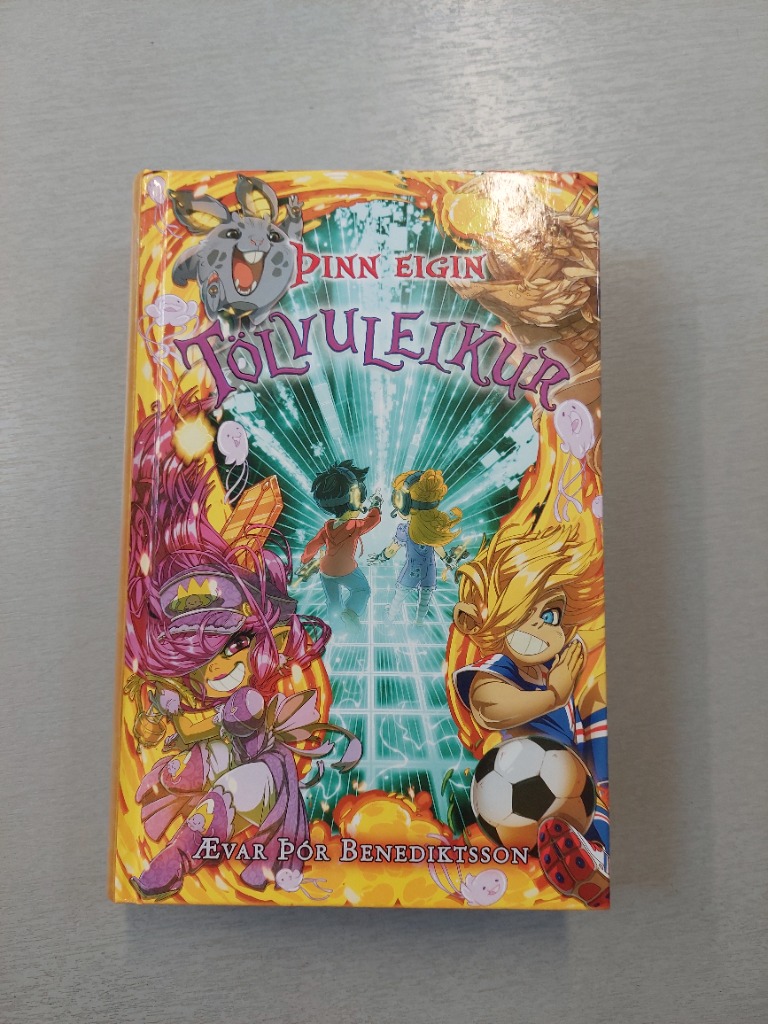 Þinn eigin
Tölvuleikur
Ævar Þór Benediktsson